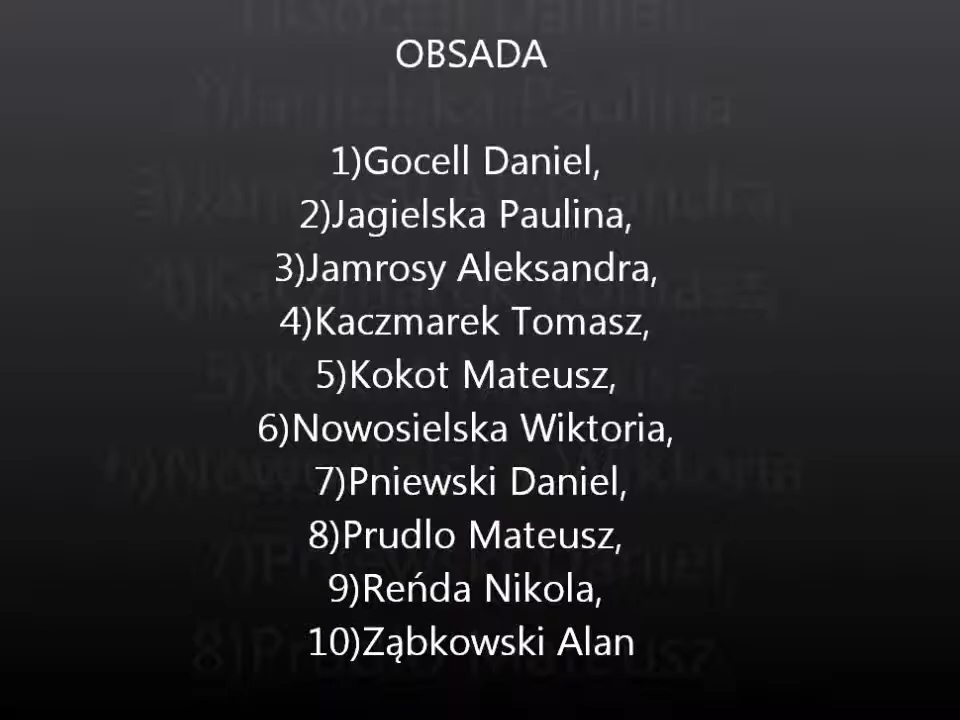 OBSADA
1)Gocell Daniel,
2)Jagielska Paulina,
3)Jamrosy Aleksandra,
4)Kaczmarek Tomasz,
5)Kokot Mateusz,
6)Nowosielska Wiktoria,
7)Pniewski Daniel,
8)Prudlo Mateusz,
9)Reńda Nikola,
10)Ząbkowski Alan